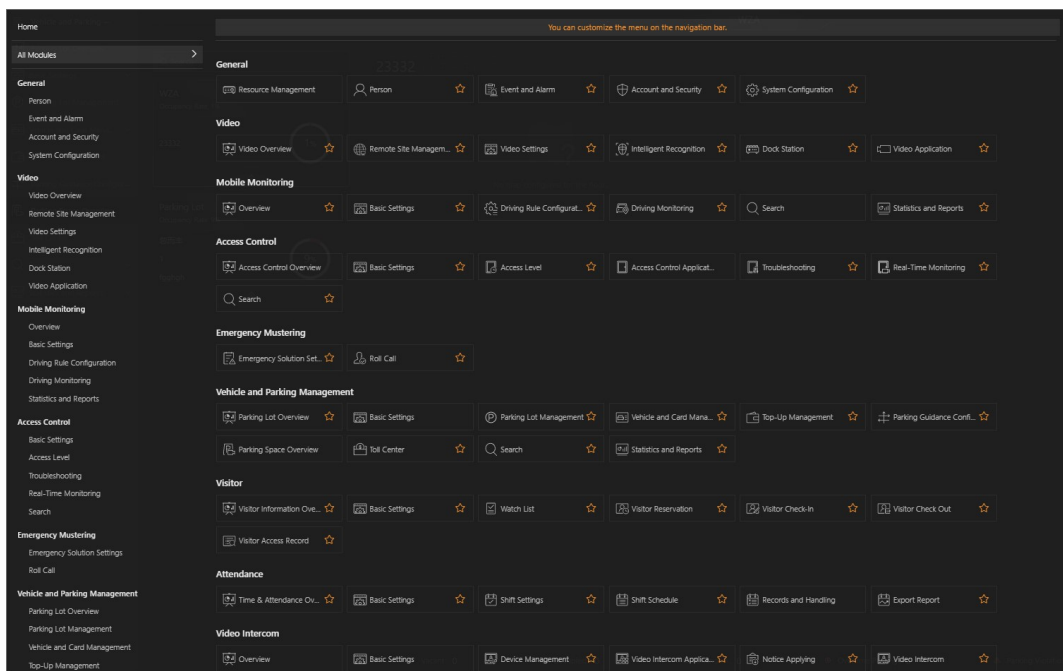 Home
You can customize the menu on the navigation bar.
All Modules
General
Person
Event and Alarm
Account and Security
System Configuration
Video
Video Overview
Remote Site Management
Video Settings
Intelligent Recognition
Dock Station
Video Application
Mobile Monitoring
Overview
Basic Settings
Driving Rule Configuration
Driving Monitoring
Statistics and Reports
Access Control
Basic Settings
Access Level
Troubleshooting
Real-Time Monitoring
Search
Emergency Mustering
Emergency Solution Settings
Roll Call
Vehicle and Parking Management
Parking Lot Overview
Parking Lot Management
Vehicle and Card Management
Top-Up Management
23332
General
Resource Management Person Event and Alarm Account and Security System Configuration
Video
Video Overview Remote Site Managem... Video Settings Intelligent Recognition Dock Station Video Application
Mobile Monitoring
Overview Basic Settings Driving Rule Configurat... Driving Monitoring Search Statistics and Reports
Access Control
Access Control Overview Basic Settings Access Level Access Control Applicat... Troubleshooting Real-Time Monitoring
Search
Emergency Mustering
Emergency Solution Set... Roll Call
Vehicle and Parking Management
Parking Lot Overview Basic Settings Parking Lot Management Vehicle and Card Mana... Top-Up Management Parking Guidance Confi...
Parking Space Overview Toll Center Search Statistics and Reports
Visitor
Visitor Information Ove... Basic Settings Watch List Visitor Reservation Visitor Check-In Visitor Check Out
Visitor Access Record
Attendance
Time & Attendance Ov... Basic Settings Shift Settings Shift Schedule Records and Handling Export Report
Video Intercom
Overview Basic Settings Device Management Video Intercom Applica... Notice Applying Video Intercom